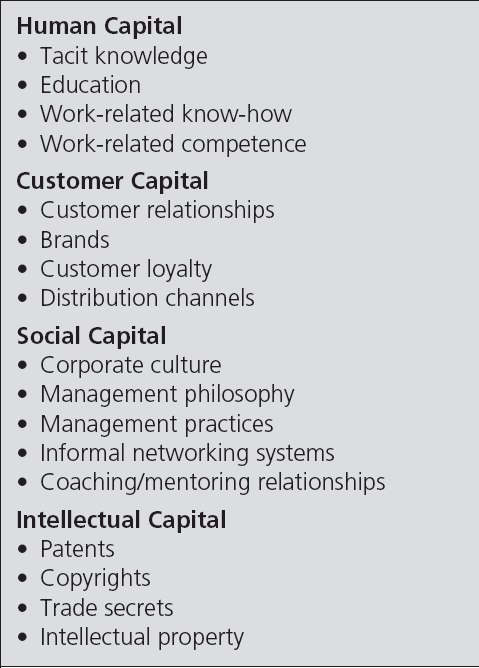 Human Capital
• Tacit knowledge
• Education
• Work-related know-how
• Work-related competence
Customer Capital
• Customer relationships
• Brands
• Customer loyalty
• Distribution channels
Social Capital
• Corporate culture
• Management philosophy
• Management practices
• Informal networking systems
• Coaching/mentoring relationships
Intellectual Capital
• Patents
• Copyrights
• Trade secrets
• Intellectual property